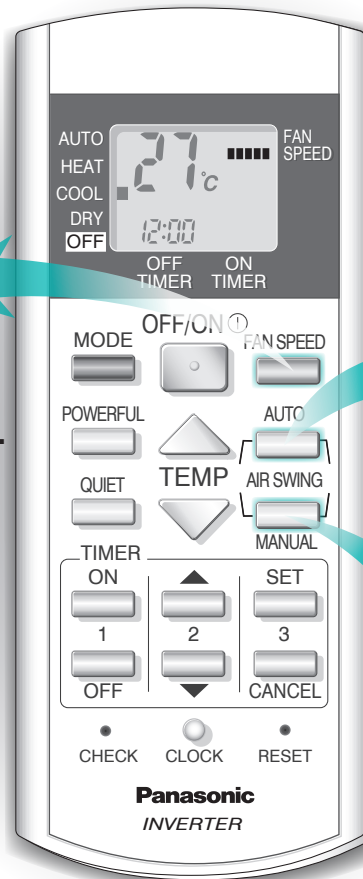 AUTO
HEAT
COOL
DRY
OFF
27 °C
12:00
FAN
SPEED
OFF
TIMER
ON
TIMER
MODE
OFF/ON
FAN SPEED
POWERFUL
AUTO
QUIET
TEMP
AIR SWING
MANUAL
TIMER
ON
SET
1
2
3
OFF
CANCEL
CHECK
CLOCK
RESET
Panasonic
INVERTER